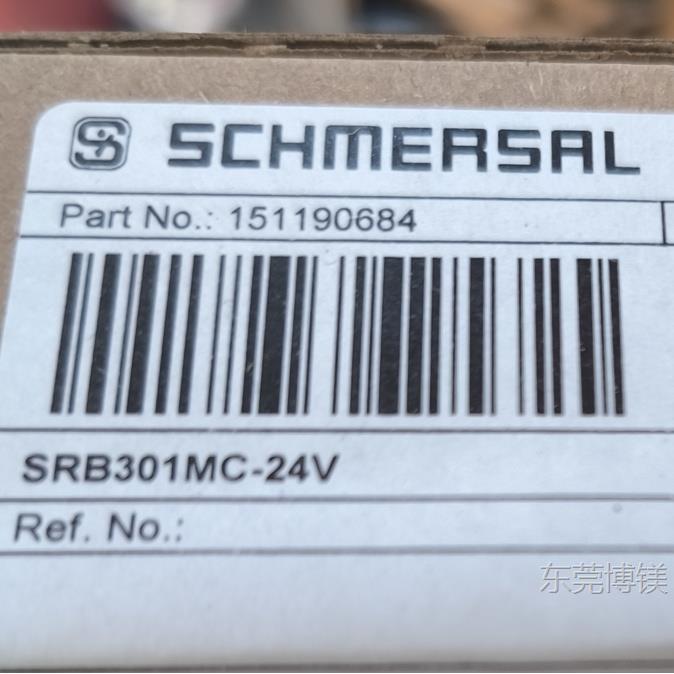 SCHMERSAL
Part No.: 151190684
SRB301MC-24V
Ref. No.:
东莞博镁